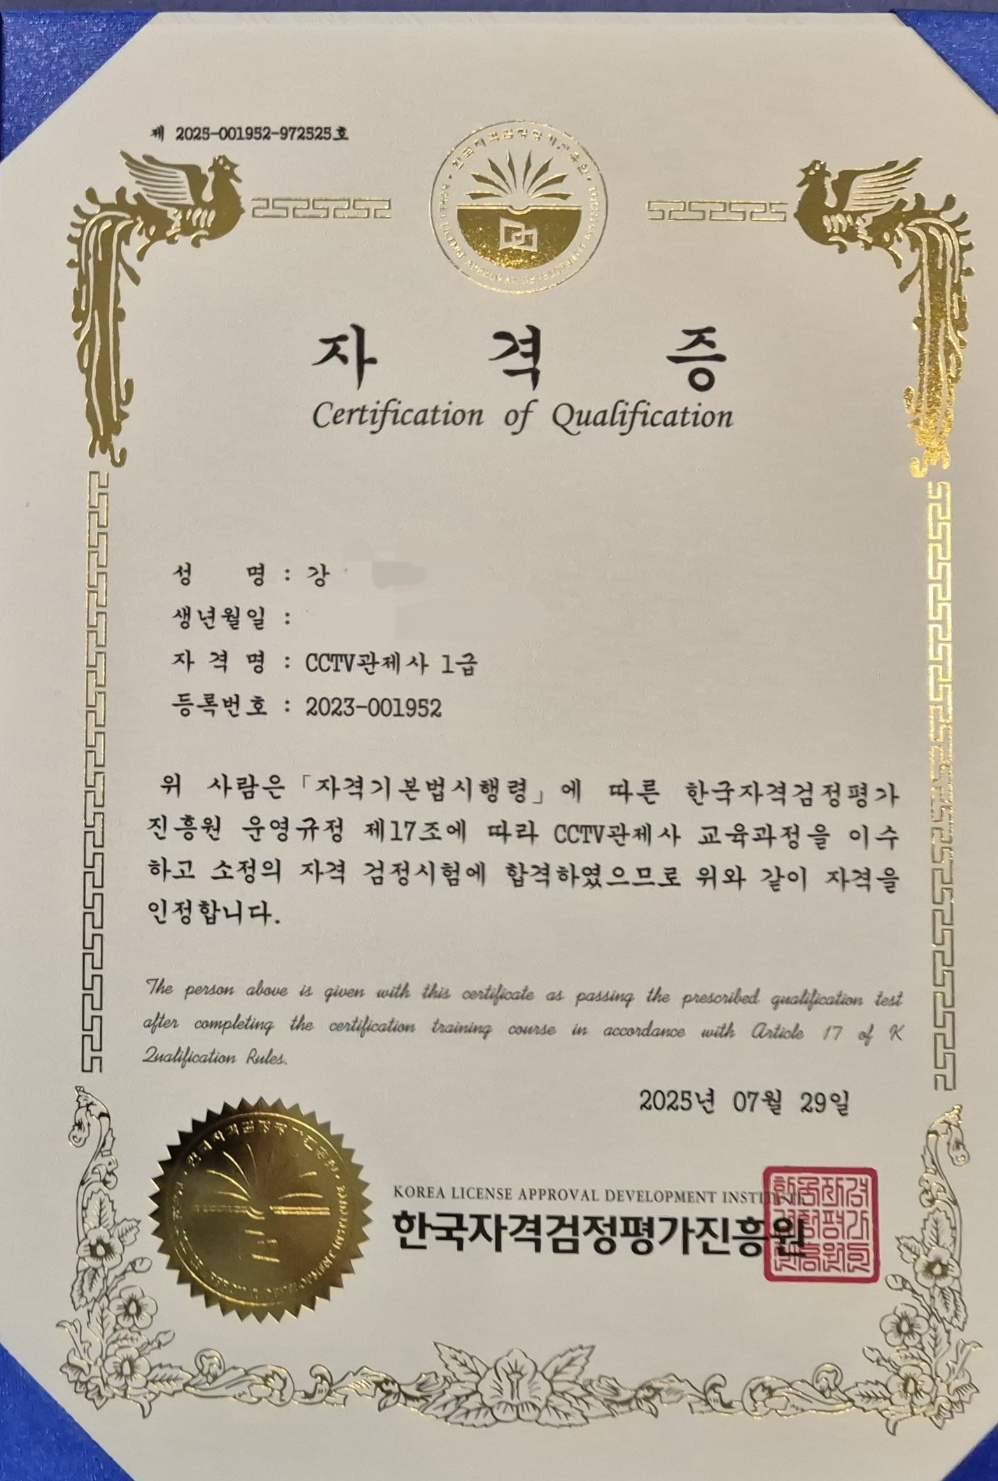 제 2025-001952-972525호
자 격 증
Certification of Qualification
성 명 : 강
생년월일 :
자 격 명 : CCTV관제사 1급
등록번호 : 2023-001952
위 사람은 「자격기본법시행령」에 따른 한국자격검정평가
진흥원 운영규정 제17조에 따라 CCTV관제사 교육과정을 이수
하고 소정의 자격 검정시험에 합격하였으므로 위와 같이 자격을
인정합니다.
The person above is given with this certificate as passing the prescribed qualification test
after completing the certification training course in accordance with Article 17 of K
Qualification Rules.
2025년 07월 29일
KOREA LICENSE APPROVAL DEVELOPMENT INSTITUTE
한국자격검정평가진흥원